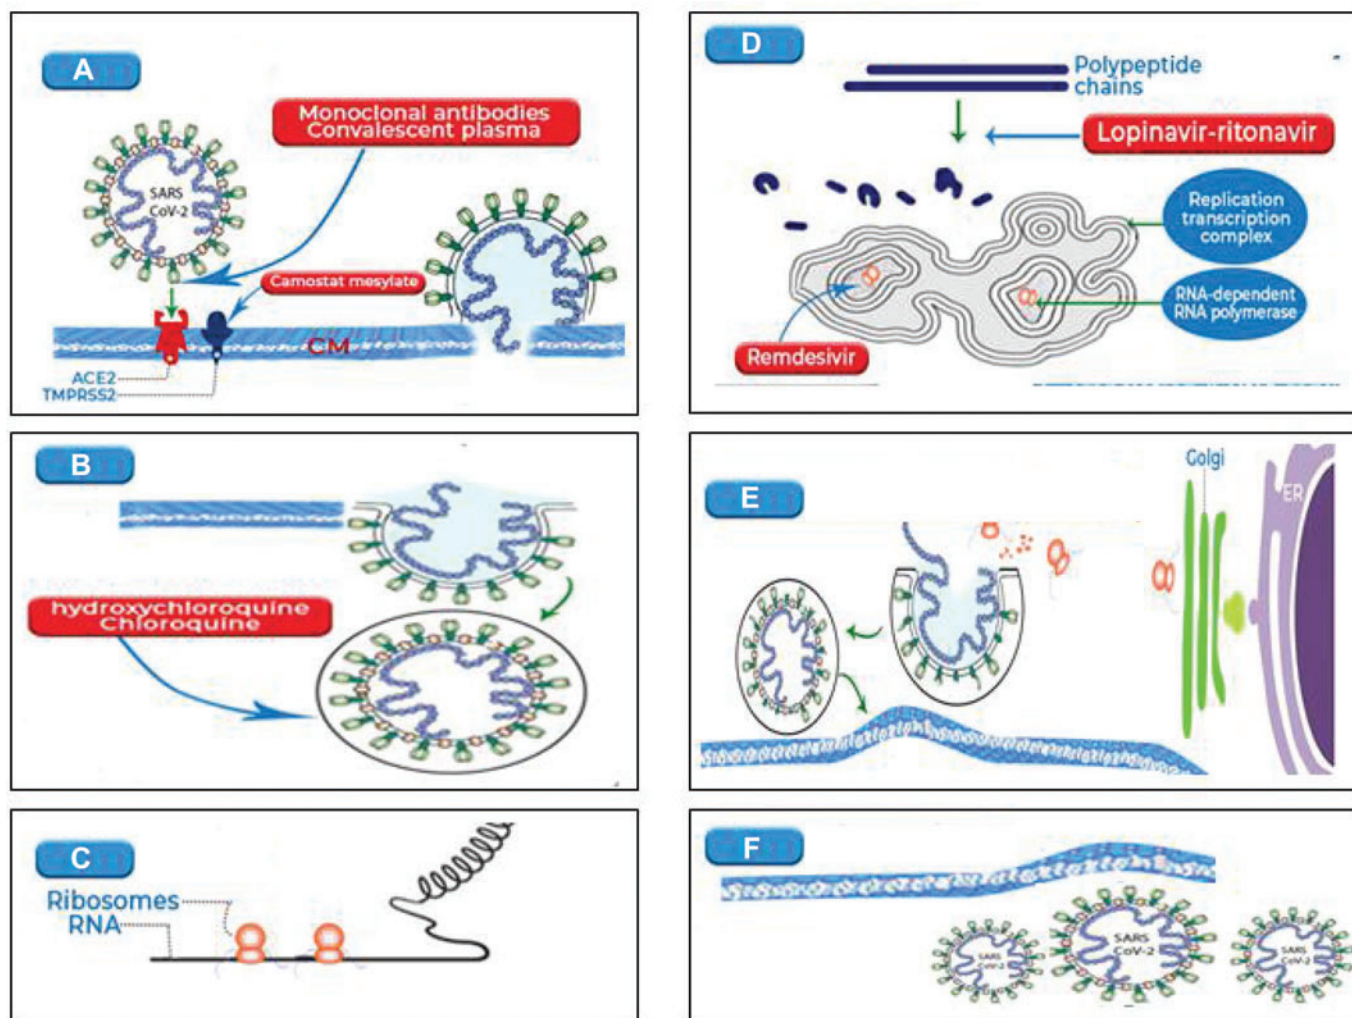 A
Monoclonal antibodies
Convalescent plasma
SARS
CoV-2
Camostat mesylate
CM
ACE2
TMPRSS2
B
hydroxychloroquine
Chloroquine
C
Ribosomes
RNA
D
Polypeptide
chains
Lopinavir-ritonavir
Replication
transcription
complex
RNA-dependent
RNA polymerase
Remdesivir
E
Golgi
ER
F
SARS
CoV-2
SARS
CoV-2
SARS
CoV-2